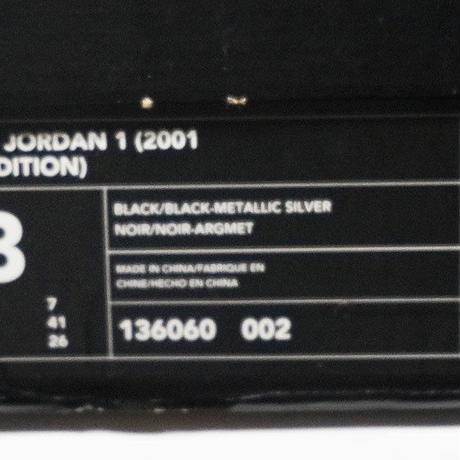 JORDAN 1 (2001
DITION)
BLACK/BLACK-METALLIC SILVER
NOIR/NOIR-ARGMET
MADE IN CHINA/FABRIQUE EN
CHINE/HECHO EN CHINA
8
7
41
26
136060 002